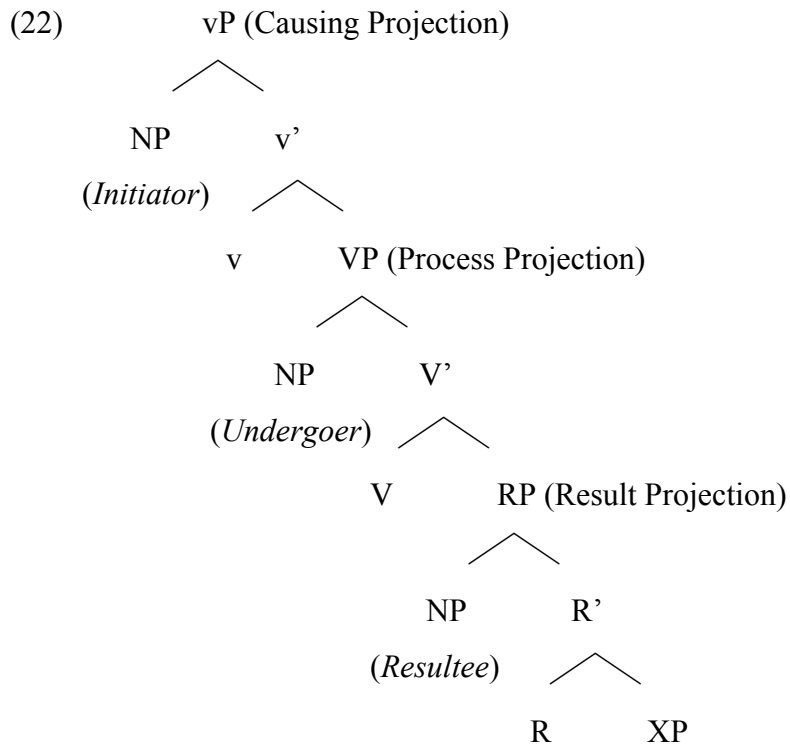 (22) vP (Causing Projection)
NP v’
(Initiator)
v VP (Process Projection)
NP V’
(Undergoer)
V RP (Result Projection)
NP R’
(Resultee)
R XP